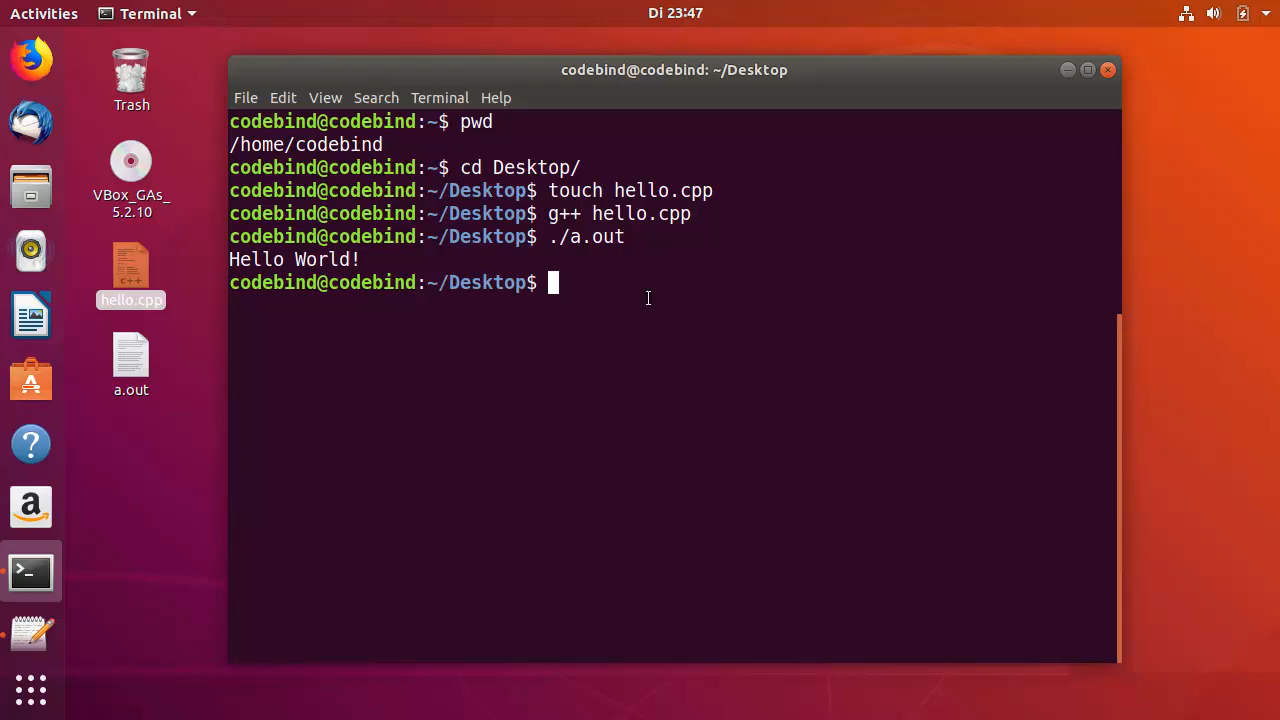 Activities Terminal Di 23:47
Trash
VBox_GAs_
5.2.10
C++
hello.cpp
a.out
codebind@codebind: ~/Desktop
File Edit View Search Terminal Help
codebind@codebind:~$ pwd
/home/codebind
codebind@codebind:~$ cd Desktop/
codebind@codebind:~/Desktop$ touch hello.cpp
codebind@codebind:~/Desktop$ g++ hello.cpp
codebind@codebind:~/Desktop$ ./a.out
Hello World!
codebind@codebind:~/Desktop$